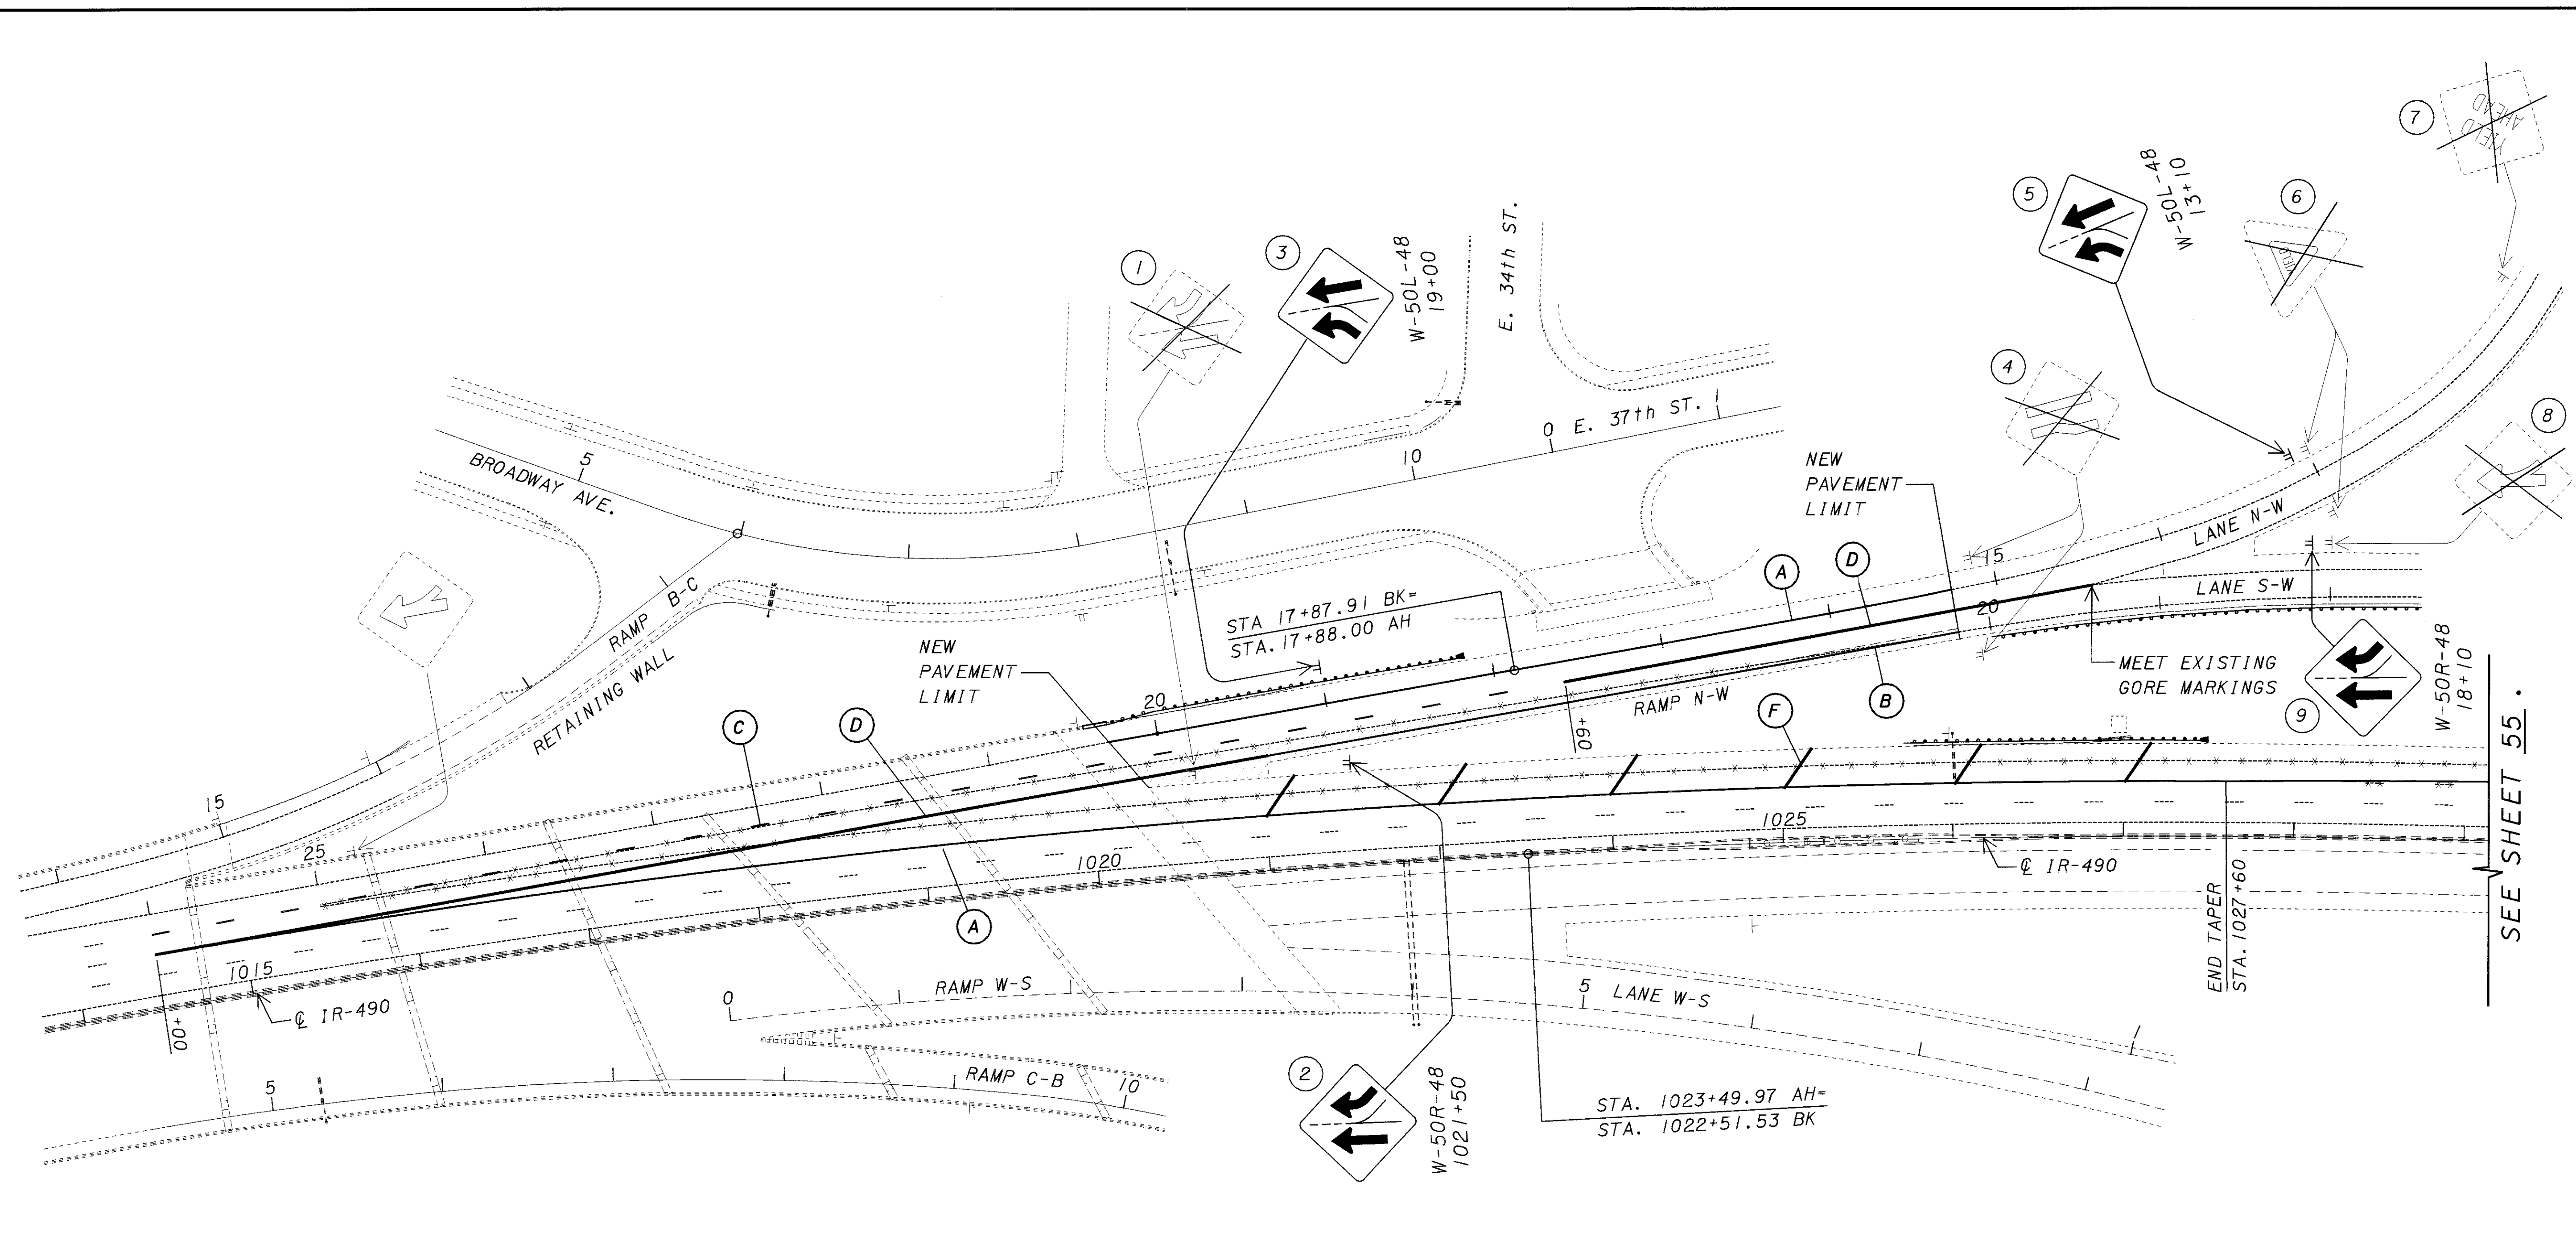 7
YIELD
AHEAD
5
W-50L-48
13+10
6
YIELD
1
3
W-50L-48
19+00
E. 34th ST.
4
8
BROADWAY AVE.
5
10
0
E. 37th ST.
1
NEW
PAVEMENT
LIMIT
LANE N-W
15
A
D
LANE S-W
20
RAMP B-C
RETAINING WALL
STA 17+87.91 BK=
STA. 17+88.00 AH
NEW
PAVEMENT
LIMIT
20
+60
RAMP N-W
F
B
MEET EXISTING
GORE MARKINGS
9
W-50R-48
18+10
C
D
15
25
A
1015
℄ IR-490
+00
1020
1025
℄ IR-490
END TAPER
STA. 1027+60
SEE SHEET 55.
0
RAMP W-S
5
LANE W-S
5
RAMP C-B
10
2
W-50R-48
1021+50
STA. 1023+49.97 AH=
STA. 1022+51.53 BK